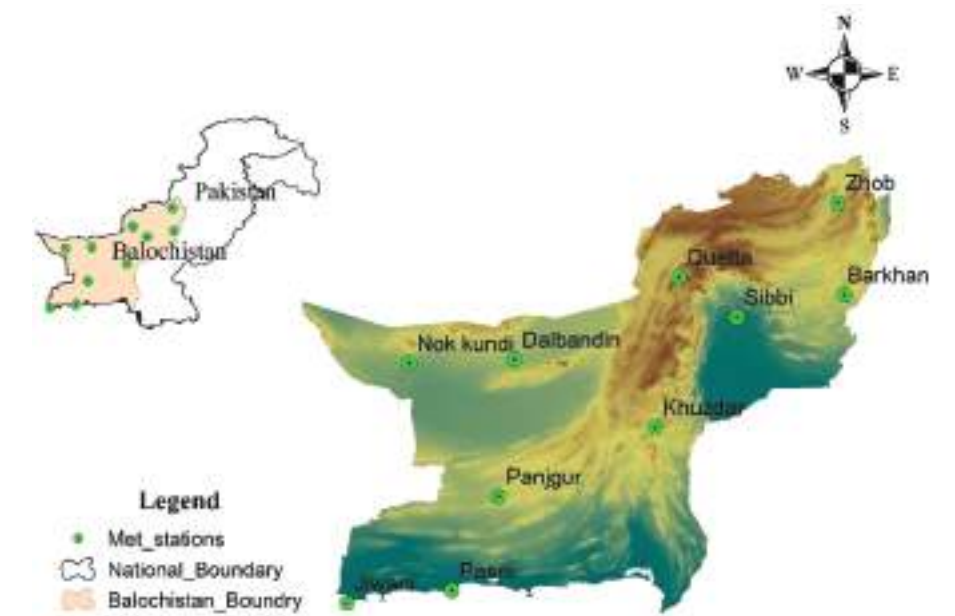 N
W E
S
Pakistan
Balochistan
Zhob
Quetta
Barkhan
Sibbi
Nok kundi
Dalbandin
Khuzdar
Panjgur
Pasni
Jiwani
Legend
Met_stations
National_Boundary
Balochistan_Boundry